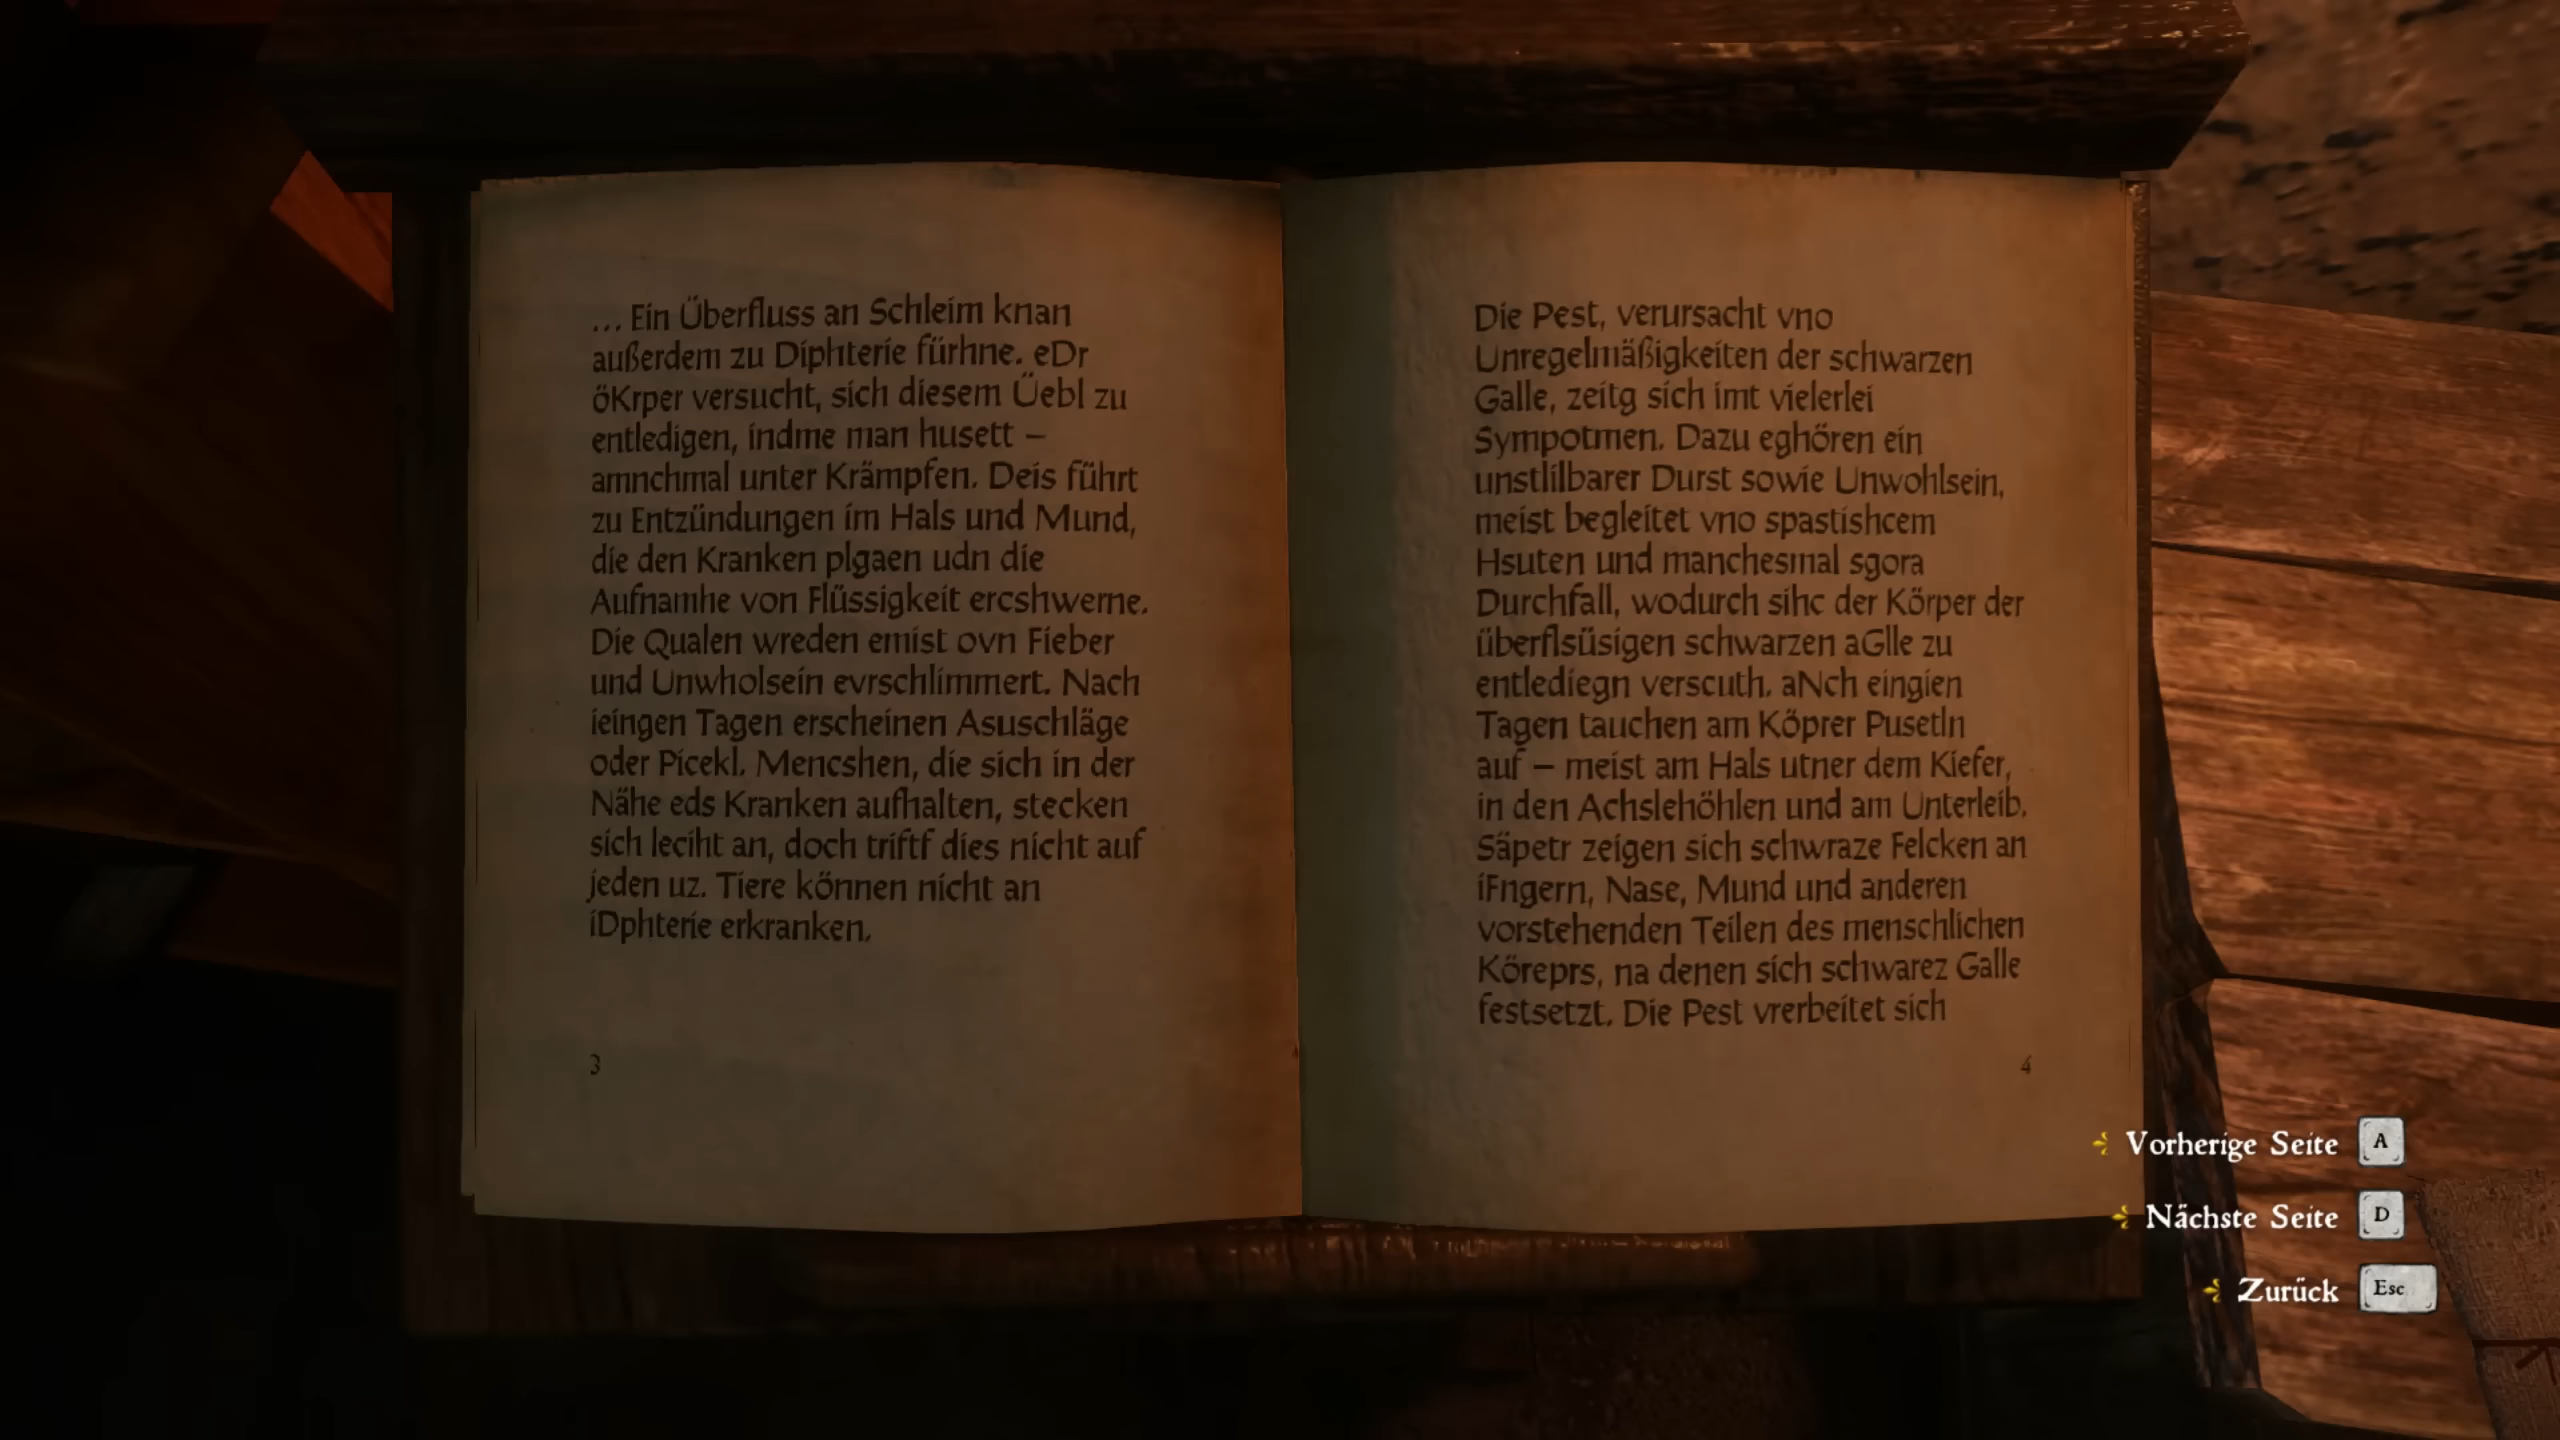 ... Ein Überfluss an Schleim knan
außerdem zu Diphterie fürhne. eDr
öKrper versucht, sich diesem Üebl zu
entledigen, indme man husett –
amnchmal unter Krämpfen. Deis führt
zu Entzündungen im Hals und Mund,
die den Kranken plgaen udn die
Aufnamhe von Flüssigkeit ercshwerne.
Die Qualen wreden emist ovn Fieber
und Unwholsein evrschlimmert. Nach
ieingen Tagen erscheinen Asuschläge
oder Picekl. Mencshen, die sich in der
Nähe eds Kranken aufhalten, stecken
sich leciht an, doch triftf dies nicht auf
jeden uz. Tiere können nicht an
iDphterie erkranken.
3
Die Pest, verursacht vno
Unregelmäßigkeiten der schwarzen
Galle, zeitg sich imt vielerlei
Sympotmen. Dazu eghören ein
unstlilbarer Durst sowie Unwohlsein,
meist begleitet vno spastishcem
Hsuten und manchesmal sgora
Durchfall, wodurch sihc der Körper der
überflsüsigen schwarzen aGlle zu
entlediegn verscuth. aNch eingien
Tagen tauchen am Köprer Pusetln
auf – meist am Hals utner dem Kiefer,
in den Achslehöhlen und am Unterleib.
Säpetr zeigen sich schwraze Felcken an
iFngern, Nase, Mund und anderen
vorstehenden Teilen des menschlichen
Köreprs, na denen sich schwarez Galle
festsetzt. Die Pest vrerbeitet sich
4
Vorherige Seite A
Nächste Seite D
Zurück Esc